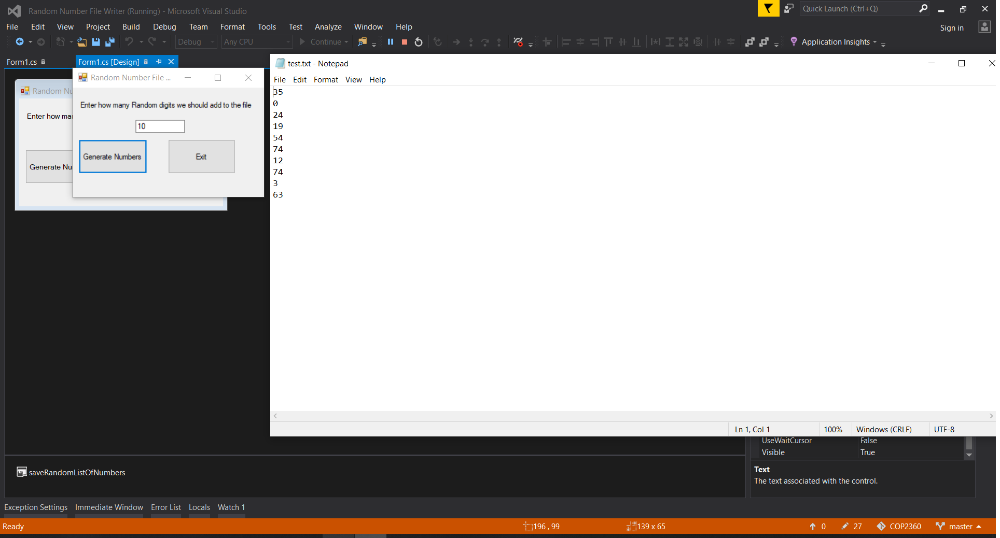 Random Number File Writer (Running) - Microsoft Visual Studio
Quick Launch (Ctrl+Q)
File Edit View Project Build Debug Team Format Tools Test Analyze Window Help
Sign in
Debug Any CPU Continue Application Insights
Form1.cs Form1.cs [Design]
Random Nu
Enter how ma
Generate Nu
Random Number File ...
Enter how many Random digits we should add to the file
10
Generate Numbers Exit
test.txt - Notepad
File Edit Format View Help
35
0
24
19
54
74
12
74
3
63
Ln 1, Col 1 100% Windows (CRLF) UTF-8
UseWaitCursor False
Visible True
Text
The text associated with the control.
saveRandomListOfNumbers
Exception Settings Immediate Window Error List Locals Watch 1
Ready 196 , 99 139 x 65 0 27 COP2360 master